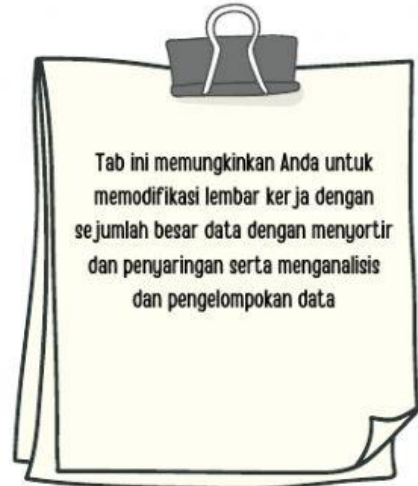 Tab ini memungkinkan Anda untuk
memodifikasi lembar kerja dengan
sejumlah besar data dengan menyortir
dan penyaringan serta menganalisis
dan pengelompokan data